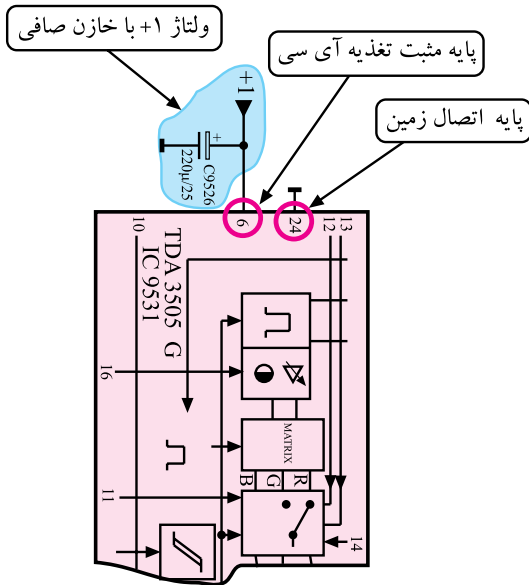 ولتاژ ۱+ با خازن صافی
پایه مثبت تغذیه آی سی
پایه اتصال زمین
+1
+
C9526
220µ/25
10
6
24
12
13
TDA 3505 G
IC 9531
16
MATRIX
B
G
R
11
14